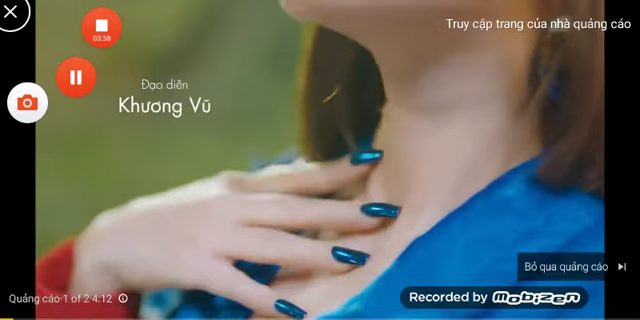 Truy cập trang của nhà quảng cáo
03:38
Đạo diễn
Khương Vũ
Bỏ qua quảng cáo
Quảng cáo·1 of 2·4:12
Recorded by MOBIZEN